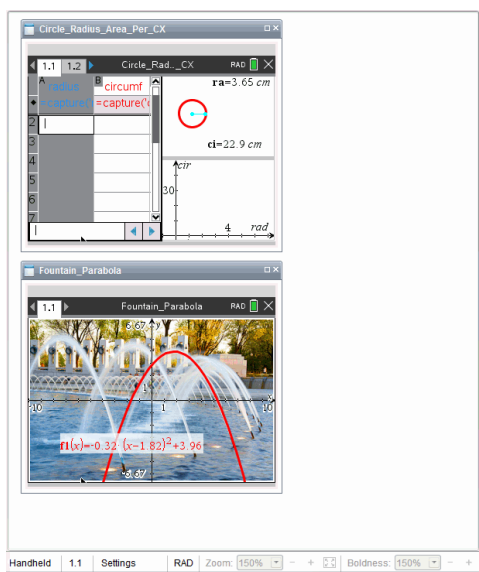 Circle_Radius_Area_Per_CX
1.1 1.2 Circle_Rad..._CX RAD
A radius B circumf
=capture('r =capture('r
2
3
4
5
6
7
ra=3.65 cm
ci=22.9 cm
cir
30
4 rad
Fountain_Parabola
1.1 Fountain_Parabola RAD
6.67 y
1
-10 1 10
f1(x)=-0.32·(x-1.82)²+3.96
-6.67
Handheld 1.1 Settings RAD Zoom: 150% − + Boldness: 150% − +